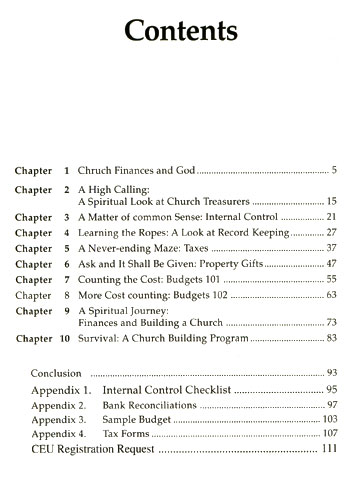 Contents
Chapter 1 Chruch Finances and God 5
Chapter 2 A High Calling:
A Spiritual Look at Church Treasurers 15
Chapter 3 A Matter of common Sense: Internal Control 21
Chapter 4 Learning the Ropes: A Look at Record Keeping 27
Chapter 5 A Never-ending Maze: Taxes 37
Chapter 6 Ask and It Shall Be Given: Property Gifts 47
Chapter 7 Counting the Cost: Budgets 101 55
Chapter 8 More Cost counting: Budgets 102 63
Chapter 9 A Spiritual Journey:
Finances and Building a Church 73
Chapter 10 Survival: A Church Building Program 83
Conclusion 93
Appendix 1. Internal Control Checklist 95
Appendix 2. Bank Reconciliations 97
Appendix 3. Sample Budget 103
Appendix 4. Tax Forms 107
CEU Registration Request 111